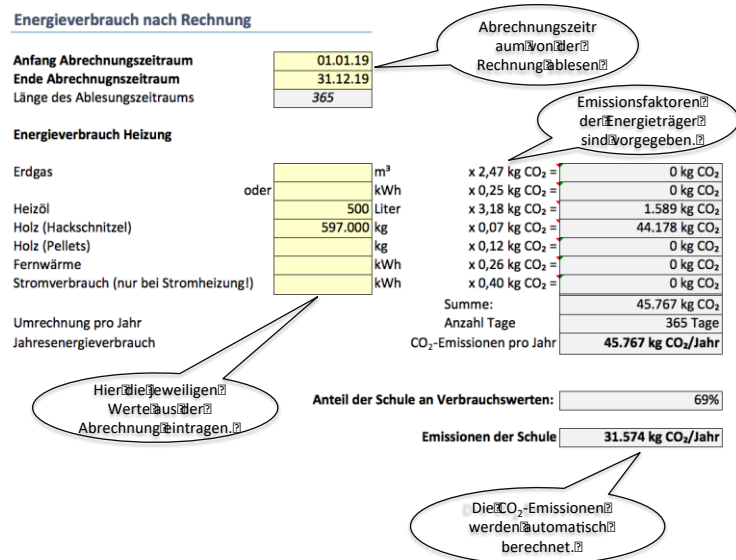 Energieverbrauch nach Rechnung
Abrechnungszeitr
aum von der
Rechnung ablesen
Anfang Abrechnungszeitraum 01.01.19
Ende Abrechnugnszeitraum 31.12.19
Länge des Ablesungszeitraums 365
Emissionsfaktoren
der Energieträger
sind vorgegeben.
Energieverbrauch Heizung
Erdgas m³ x 2,47 kg CO₂ = 0 kg CO₂
oder kWh x 0,25 kg CO₂ = 0 kg CO₂
Heizöl 500 Liter x 3,18 kg CO₂ = 1.589 kg CO₂
Holz (Hackschnitzel) 597.000 kg x 0,07 kg CO₂ = 44.178 kg CO₂
Holz (Pellets) kg x 0,12 kg CO₂ = 0 kg CO₂
Fernwärme kWh x 0,26 kg CO₂ = 0 kg CO₂
Stromverbrauch (nur bei Stromheizung!) kWh x 0,40 kg CO₂ = 0 kg CO₂
Summe: 45.767 kg CO₂
Umrechnung pro Jahr Anzahl Tage 365 Tage
Jahresenergieverbrauch CO₂-Emissionen pro Jahr 45.767 kg CO₂/Jahr
Hier die jeweiligen
Werte aus der
Abrechnung eintragen.
Anteil der Schule an Verbrauchswerten: 69%
Emissionen der Schule 31.574 kg CO₂/Jahr
Die CO₂-Emissionen
werden automatisch
berechnet.